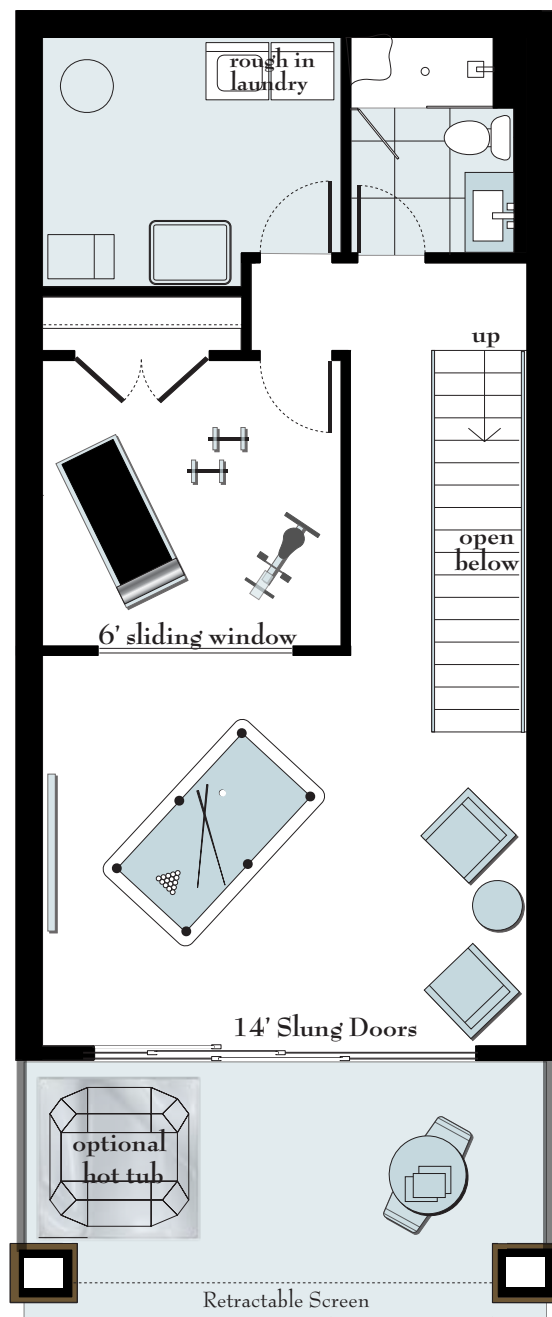 rough in
laundry
up
open
below
6' sliding window
14' Slung Doors
optional
hot tub
Retractable Screen